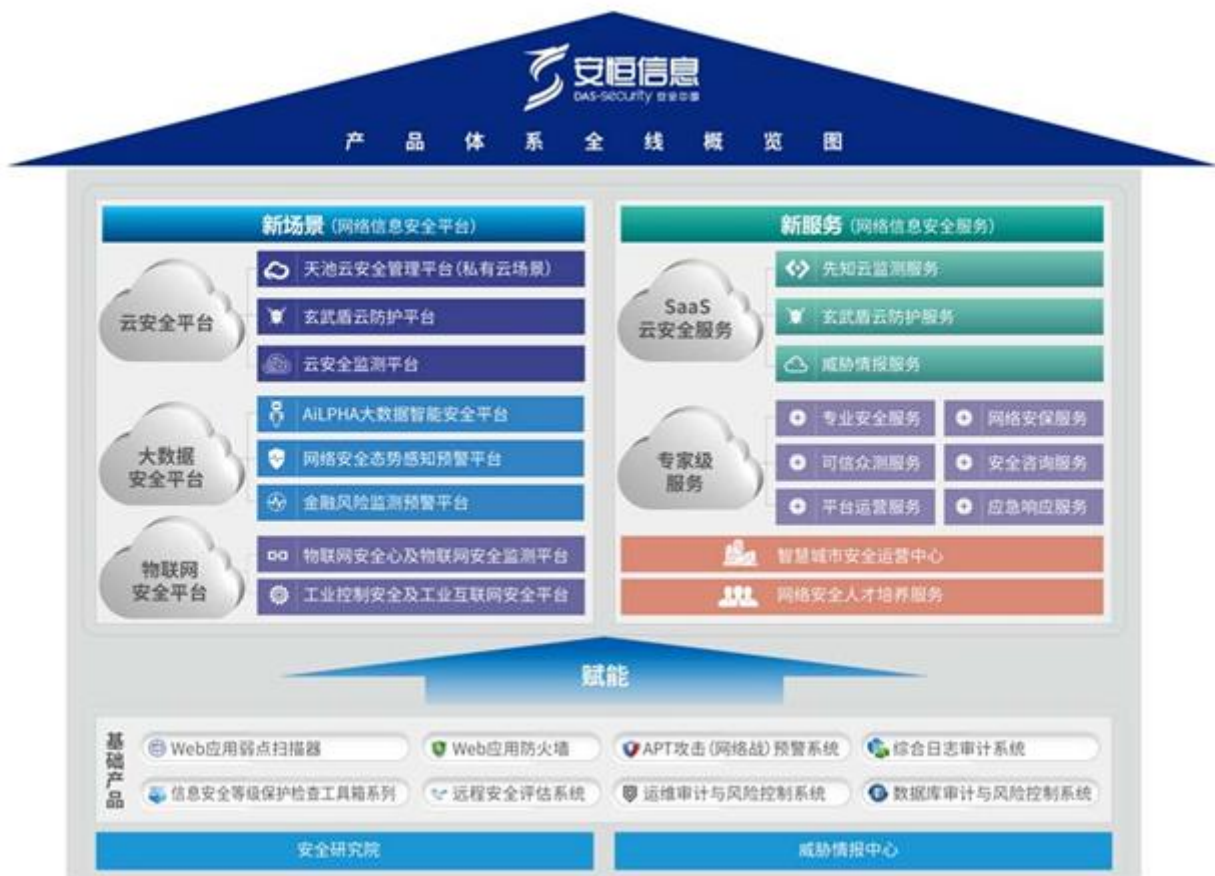 安恒信息
DAS-security 安全中国
产品体系全线概览图
新场景(网络信息安全平台)
云安全平台
天池云安全管理平台(私有云场景)
玄武盾云防护平台
云安全监测平台
大数据
安全平台
AiLPHA大数据智能安全平台
网络安全态势感知预警平台
金融风险监测预警平台
物联网
安全平台
物联网安全心及物联网安全监测平台
工业控制安全及工业互联网安全平台
新服务(网络信息安全服务)
SaaS
云安全服务
先知云监测服务
玄武盾云防护服务
威胁情报服务
专家级
服务
专业安全服务
网络安保服务
可信众测服务
安全咨询服务
平台运营服务
应急响应服务
智慧城市安全运营中心
网络安全人才培养服务
赋能
基础产品
Web应用弱点扫描器
Web应用防火墙
APT攻击(网络战)预警系统
综合日志审计系统
信息安全等级保护检查工具箱系列
远程安全评估系统
运维审计与风险控制系统
数据库审计与风险控制系统
安全研究院
威胁情报中心